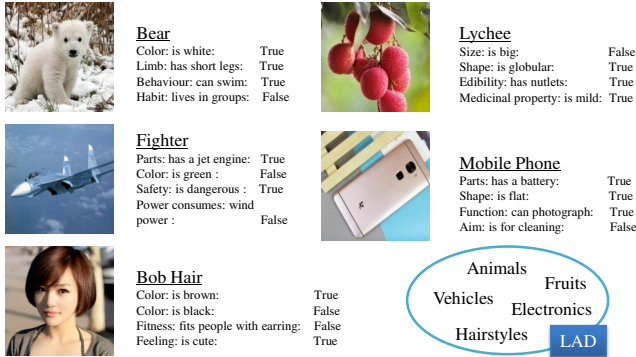 Bear
Color: is white: True
Limb: has short legs: True
Behaviour: can swim: True
Habit: lives in groups: False
Lychee
Size: is big: False
Shape: is globular: True
Edibility: has nutlets: True
Medicinal property: is mild: True
Fighter
Parts: has a jet engine: True
Color: is green : False
Safety: is dangerous : True
Power consumes: wind
power : False
Mobile Phone
Parts: has a battery: True
Shape: is flat: True
Function: can photograph: True
Aim: is for cleaning: False
Bob Hair
Color: is brown: True
Color: is black: False
Fitness: fits people with earring: False
Feeling: is cute: True
Animals
Fruits
Vehicles
Electronics
Hairstyles
LAD